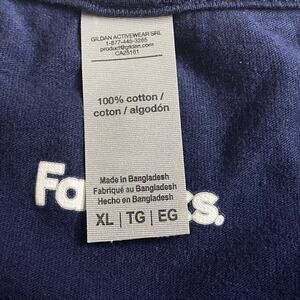 GILDAN ACTIVEWEAR SRL
1-877-445-3265
product@gildan.com
CA25161
100% cotton /
coton / algodón
Made in Bangladesh
Fabriqué au Bangladesh
Hecho en Bangladesh
XL | TG | EG